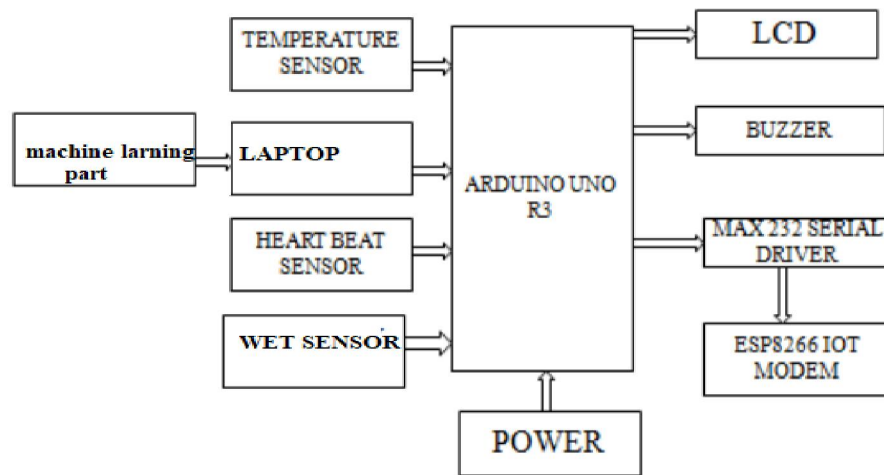 TEMPERATURE
SENSOR
LCD
machine larning
part
LAPTOP
BUZZER
ARDUINO UNO
R3
HEART BEAT
SENSOR
MAX 232 SERIAL
DRIVER
WET SENSOR
ESP8266 IOT
MODEM
POWER